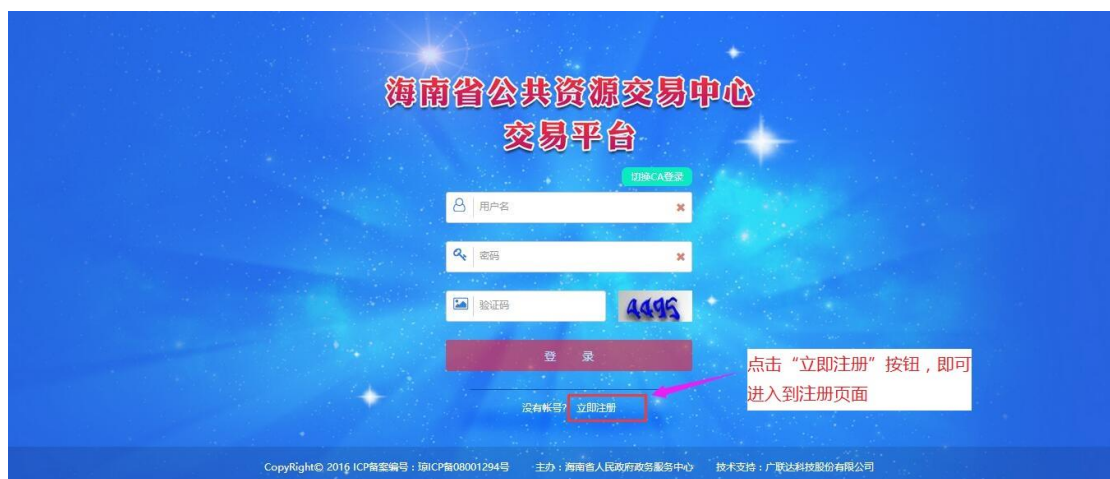 海南省公共资源交易中心
交易平台
切换CA登录
用户名
密码
验证码
4495
登 录
点击“立即注册”按钮，即可
进入到注册页面
没有帐号? 立即注册
CopyRight© 2016 ICP备案编号：琼ICP备08001294号 主办：海南省人民政府政务服务中心 技术支持：广联达科技股份有限公司